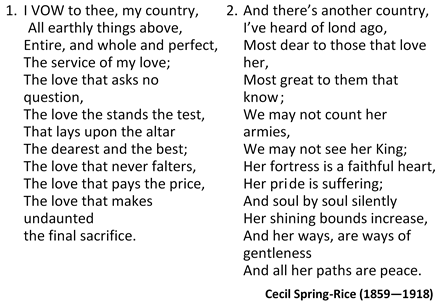 1. I VOW to thee, my country,
All earthly things above,
Entire, and whole and perfect,
The service of my love;
The love that asks no
question,
The love the stands the test,
That lays upon the altar
The dearest and the best;
The love that never falters,
The love that pays the price,
The love that makes
undaunted
the final sacrifice.
2. And there's another country,
I've heard of lond ago,
Most dear to those that love
her,
Most great to them that
know;
We may not count her
armies,
We may not see her King;
Her fortress is a faithful heart,
Her pride is suffering;
And soul by soul silently
Her shining bounds increase,
And her ways, are ways of
gentleness
And all her paths are peace.
Cecil Spring-Rice (1859—1918)